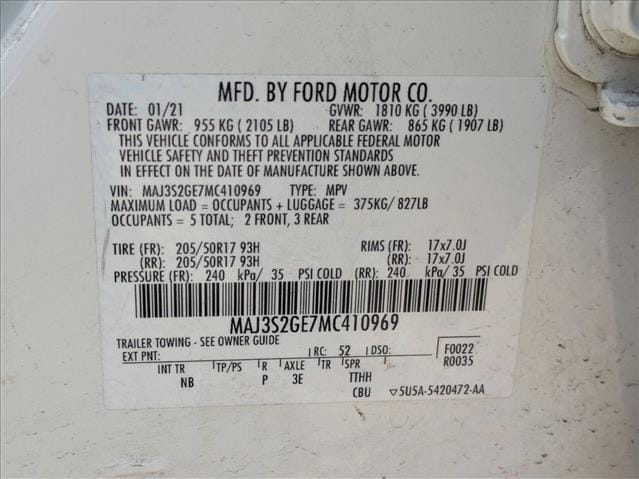 MFD. BY FORD MOTOR CO.
DATE: 01/21 GVWR: 1810 KG ( 3990 LB)
FRONT GAWR: 955 KG ( 2105 LB) REAR GAWR: 865 KG ( 1907 LB)
THIS VEHICLE CONFORMS TO ALL APPLICABLE FEDERAL MOTOR
VEHICLE SAFETY AND THEFT PREVENTION STANDARDS
IN EFFECT ON THE DATE OF MANUFACTURE SHOWN ABOVE.
VIN: MAJ3S2GE7MC410969 TYPE: MPV
MAXIMUM LOAD = OCCUPANTS + LUGGAGE = 375KG/ 827LB
OCCUPANTS = 5 TOTAL; 2 FRONT, 3 REAR
TIRE (FR): 205/50R17 93H RIMS (FR): 17x7.0J
(RR): 205/50R17 93H (RR): 17x7.0J
PRESSURE (FR): 240 kPa/ 35 PSI COLD (RR): 240 kPa/ 35 PSI COLD
MAJ3S2GE7MC410969
TRAILER TOWING - SEE OWNER GUIDE
EXT PNT: RC: 52 DSO: F0022
R0035
INT TR TP/PS R AXLE TR SPR
NB P 3E TTHH
CBU ▽5U5A-5420472-AA